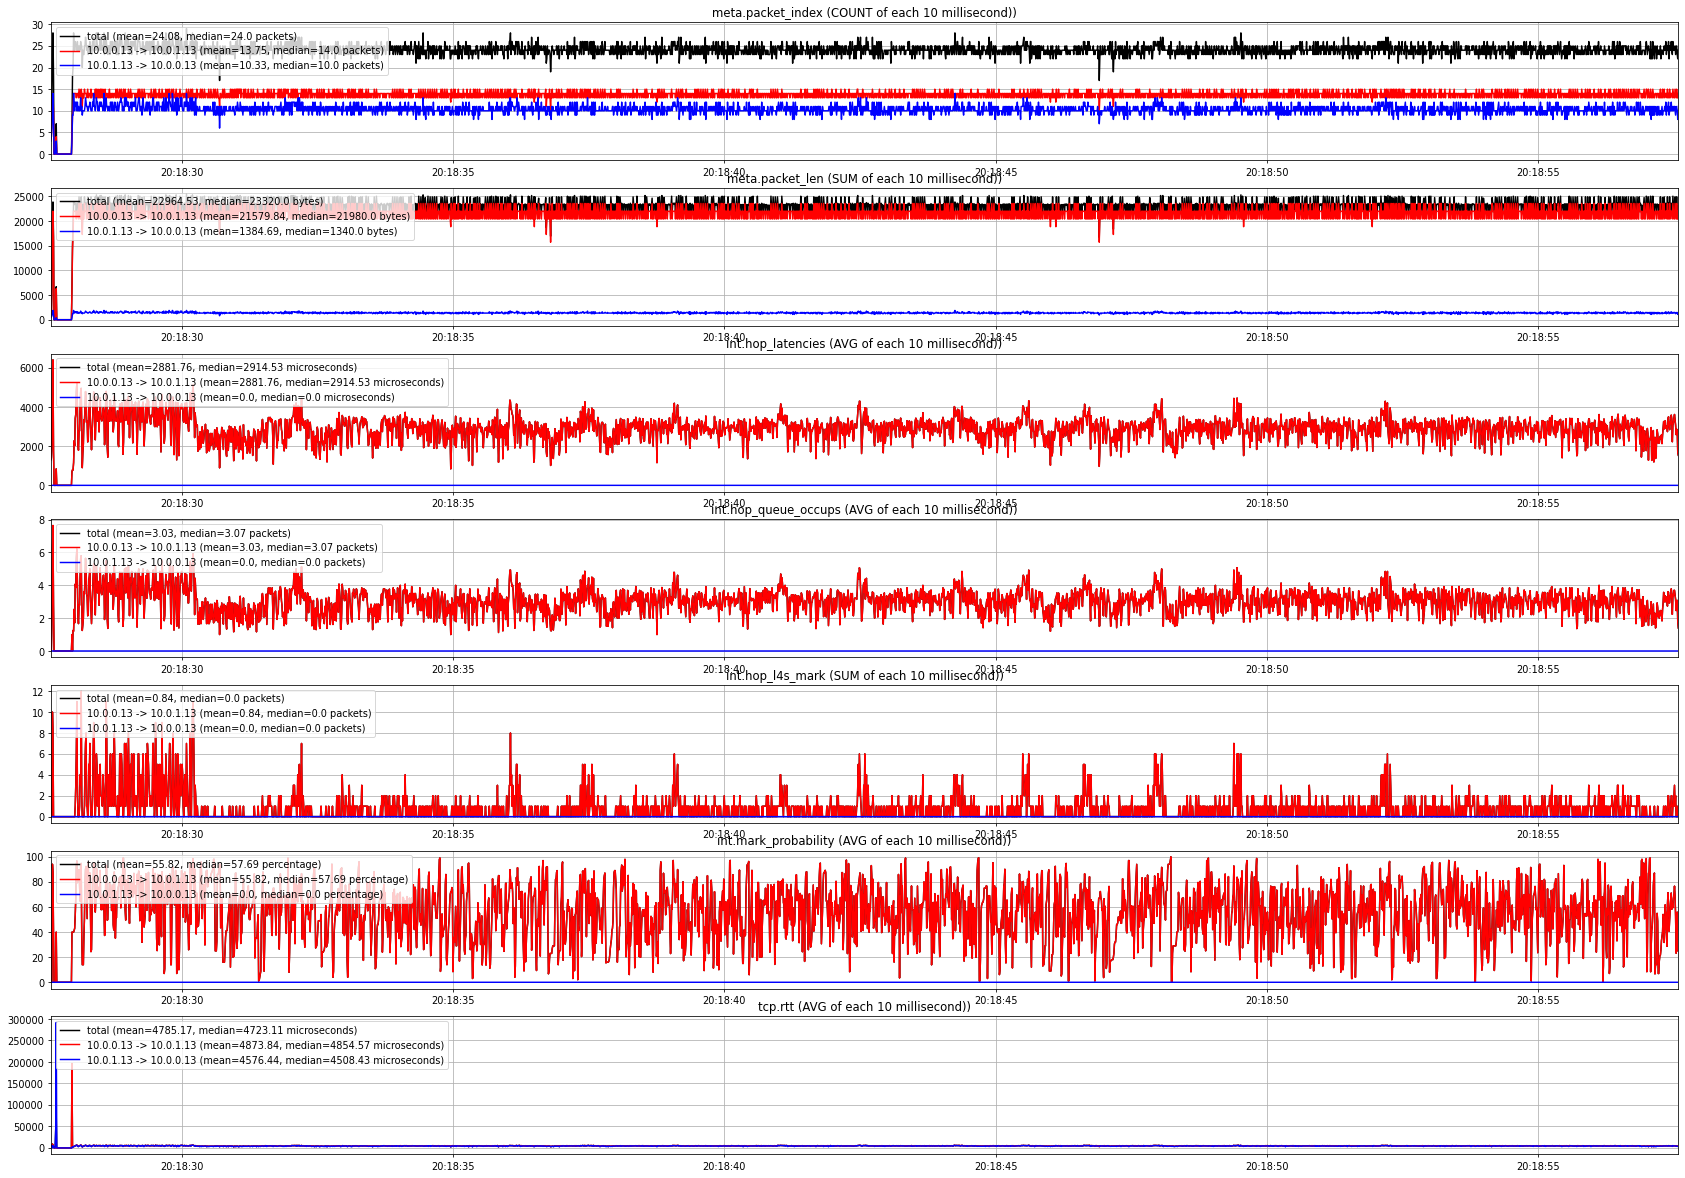 meta.packet_index (COUNT of each 10 millisecond))
30
25
20
15
10
5
0
total (mean=24.08, median=24.0 packets)
10.0.0.13 -> 10.0.1.13 (mean=13.75, median=14.0 packets)
10.0.1.13 -> 10.0.0.13 (mean=10.33, median=10.0 packets)
20:18:30 20:18:35 20:18:40 20:18:45 20:18:50 20:18:55
meta.packet_len (SUM of each 10 millisecond))
25000
20000
15000
10000
5000
0
total (mean=22964.53, median=23320.0 bytes)
10.0.0.13 -> 10.0.1.13 (mean=21579.84, median=21980.0 bytes)
10.0.1.13 -> 10.0.0.13 (mean=1384.69, median=1340.0 bytes)
20:18:30 20:18:35 20:18:40 20:18:45 20:18:50 20:18:55
int.hop_latencies (AVG of each 10 millisecond))
6000
4000
2000
0
total (mean=2881.76, median=2914.53 microseconds)
10.0.0.13 -> 10.0.1.13 (mean=2881.76, median=2914.53 microseconds)
10.0.1.13 -> 10.0.0.13 (mean=0.0, median=0.0 microseconds)
20:18:30 20:18:35 20:18:40 20:18:45 20:18:50 20:18:55
int.hop_queue_occups (AVG of each 10 millisecond))
8
6
4
2
0
total (mean=3.03, median=3.07 packets)
10.0.0.13 -> 10.0.1.13 (mean=3.03, median=3.07 packets)
10.0.1.13 -> 10.0.0.13 (mean=0.0, median=0.0 packets)
20:18:30 20:18:35 20:18:40 20:18:45 20:18:50 20:18:55
int.hop_l4s_mark (SUM of each 10 millisecond))
12
10
8
6
4
2
0
total (mean=0.84, median=0.0 packets)
10.0.0.13 -> 10.0.1.13 (mean=0.84, median=0.0 packets)
10.0.1.13 -> 10.0.0.13 (mean=0.0, median=0.0 packets)
20:18:30 20:18:35 20:18:40 20:18:45 20:18:50 20:18:55
int.mark_probability (AVG of each 10 millisecond))
100
80
60
40
20
0
total (mean=55.82, median=57.69 percentage)
10.0.0.13 -> 10.0.1.13 (mean=55.82, median=57.69 percentage)
10.0.1.13 -> 10.0.0.13 (mean=0.0, median=0.0 percentage)
20:18:30 20:18:35 20:18:40 20:18:45 20:18:50 20:18:55
tcp.rtt (AVG of each 10 millisecond))
300000
250000
200000
150000
100000
50000
0
total (mean=4785.17, median=4723.11 microseconds)
10.0.0.13 -> 10.0.1.13 (mean=4873.84, median=4854.57 microseconds)
10.0.1.13 -> 10.0.0.13 (mean=4576.44, median=4508.43 microseconds)
20:18:30 20:18:35 20:18:40 20:18:45 20:18:50 20:18:55